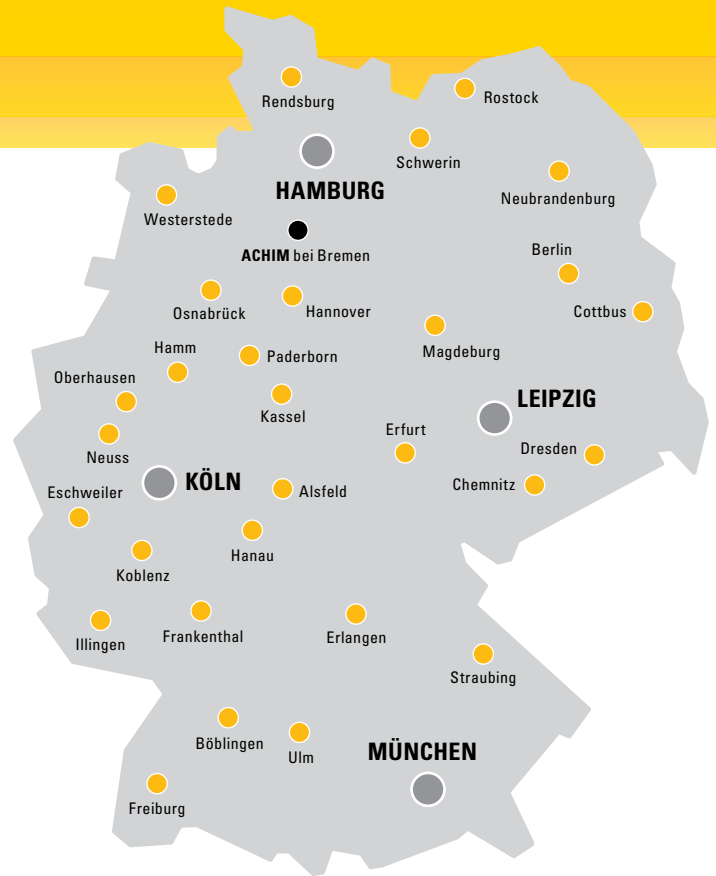 Rendsburg
Rostock
Schwerin
HAMBURG
Neubrandenburg
Westerstede
ACHIM bei Bremen
Berlin
Osnabrück
Hannover
Cottbus
Hamm
Paderborn
Magdeburg
Oberhausen
Kassel
LEIPZIG
Erfurt
Neuss
Dresden
KÖLN
Eschweiler
Alsfeld
Chemnitz
Hanau
Koblenz
Illingen
Frankenthal
Erlangen
Straubing
Böblingen
Ulm
MÜNCHEN
Freiburg